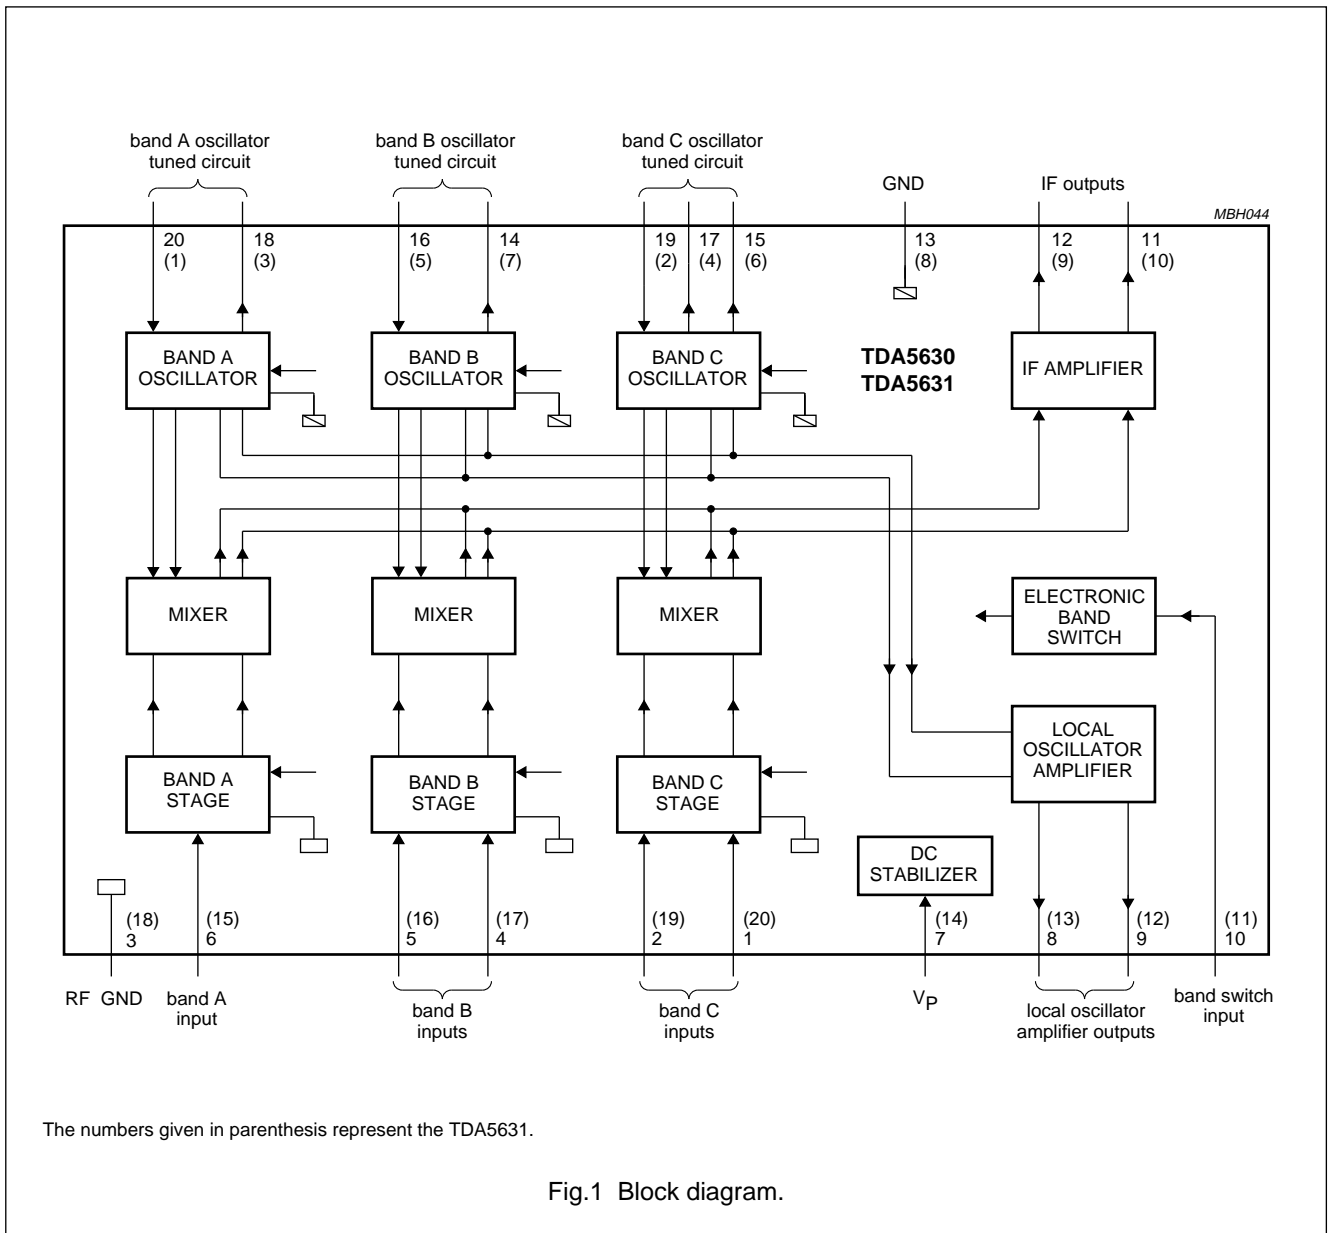 band A oscillator
tuned circuit
band B oscillator
tuned circuit
band C oscillator
tuned circuit
GND
IF outputs
MBH044
20
(1)
18
(3)
16
(5)
14
(7)
19
(2)
17
(4)
15
(6)
13
(8)
12
(9)
11
(10)
BAND A
OSCILLATOR
BAND B
OSCILLATOR
BAND C
OSCILLATOR
TDA5630
TDA5631
IF AMPLIFIER
MIXER
MIXER
MIXER
ELECTRONIC
BAND
SWITCH
BAND A
STAGE
BAND B
STAGE
BAND C
STAGE
LOCAL
OSCILLATOR
AMPLIFIER
DC
STABILIZER
(18)
3
(15)
6
(16)
5
(17)
4
(19)
2
(20)
1
(14)
7
(13)
8
(12)
9
(11)
10
RF GND
band A
input
band B
inputs
band C
inputs
VP
local oscillator
amplifier outputs
band switch
input
The numbers given in parenthesis represent the TDA5631.
Fig.1 Block diagram.